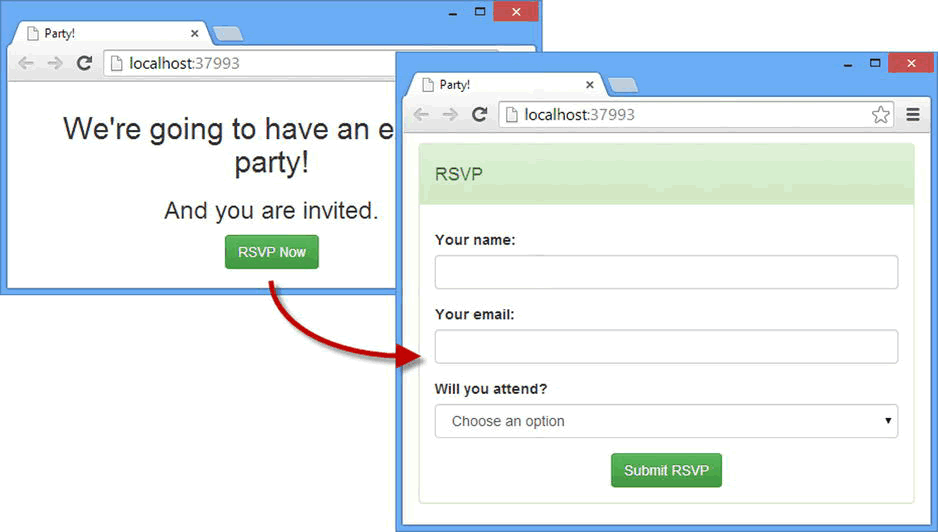 Party!
localhost:37993
We're going to have an e
party!
And you are invited.
RSVP Now
Party!
localhost:37993
RSVP
Your name:
Your email:
Will you attend?
Choose an option
Submit RSVP